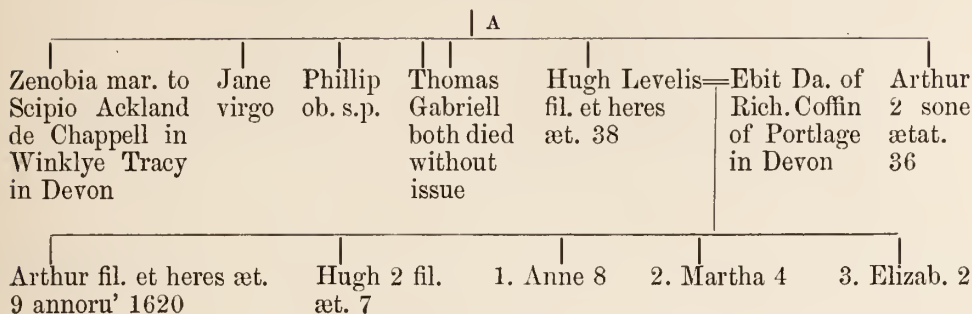 A
Zenobia mar. to
Scipio Ackland
de Chappell in
Winklye Tracy
in Devon
Jane
virgo
Phillip
ob. s.p.
Thomas
Gabriell
both died
without
issue
Hugh Levelis
fil. et heres
æt. 38
Ebit Da. of
Rich. Coffin
of Portlage
in Devon
Arthur
2 sone
ætat.
36
Arthur fil. et heres æt.
9 annoru' 1620
Hugh 2 fil.
æt. 7
1. Anne 8
2. Martha 4
3. Elizab. 2